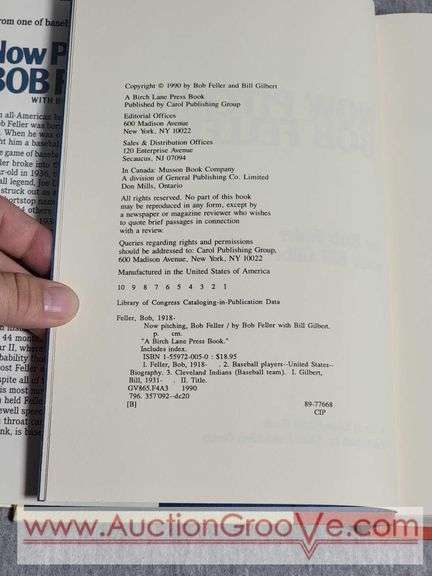 from one of baseb
Now P
BOB F
WITH B
Copyright © 1990 by Bob Feller and Bill Gilbert
A Birch Lane Press Book
Published by Carol Publishing Group
Editorial Offices
600 Madison Avenue
New York, NY 10022
Sales & Distribution Offices
120 Enterprise Avenue
Secaucus, NJ 07094
In Canada: Musson Book Company
A division of General Publishing Co. Limited
Don Mills, Ontario
All rights reserved. No part of this book
may be reproduced in any form, except by
a newspaper or magazine reviewer who wishes
to quote brief passages in connection
with a review.
Queries regarding rights and permissions
should be addressed to: Carol Publishing Group,
600 Madison Avenue, New York, NY 10022
Manufactured in the United States of America
10 9 8 7 6 5 4 3 2 1
Library of Congress Cataloging-in-Publication Data
Feller, Bob, 1918-
Now pitching, Bob Feller / by Bob Feller with Bill Gilbert.
p. cm.
"A Birch Lane Press Book."
Includes index.
ISBN 1-55972-005-0 : $18.95
1. Feller, Bob, 1918- . 2. Baseball players--United States--
Biography. 3. Cleveland Indians (Baseball team). I. Gilbert,
Bill, 1931- . II. Title.
GV865.F4A3 1990
796. 357'092--dc20
[B] 89-77668
CIP
www.AuctionGrooVe.com